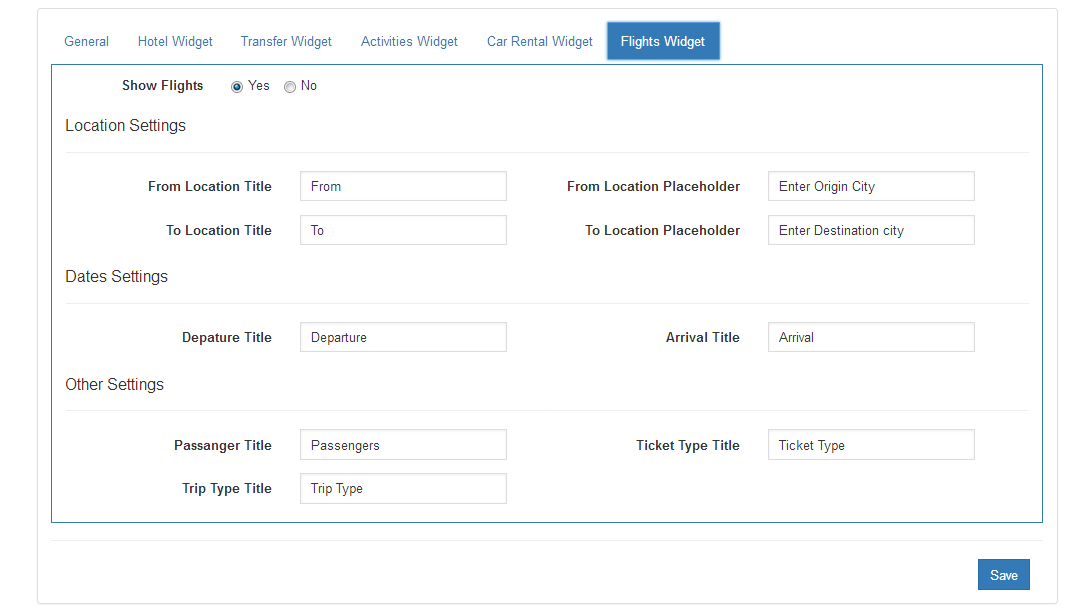 General Hotel Widget Transfer Widget Activities Widget Car Rental Widget Flights Widget
Show Flights Yes No
Location Settings
From Location Title From From Location Placeholder Enter Origin City
To Location Title To To Location Placeholder Enter Destination city
Dates Settings
Depature Title Departure Arrival Title Arrival
Other Settings
Passanger Title Passengers Ticket Type Title Ticket Type
Trip Type Title Trip Type
Save